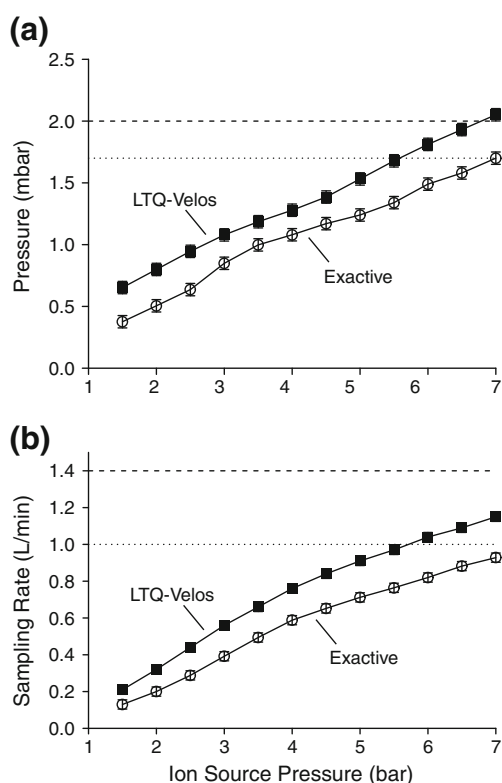 (a)
2.5
2.0
1.5
1.0
0.5
0.0
Pressure (mbar)
LTQ-Velos
Exactive
1 2 3 4 5 6 7
(b)
1.4
1.2
1.0
0.8
0.6
0.4
0.2
0.0
Sampling Rate (L/min)
LTQ-Velos
Exactive
1 2 3 4 5 6 7
Ion Source Pressure (bar)